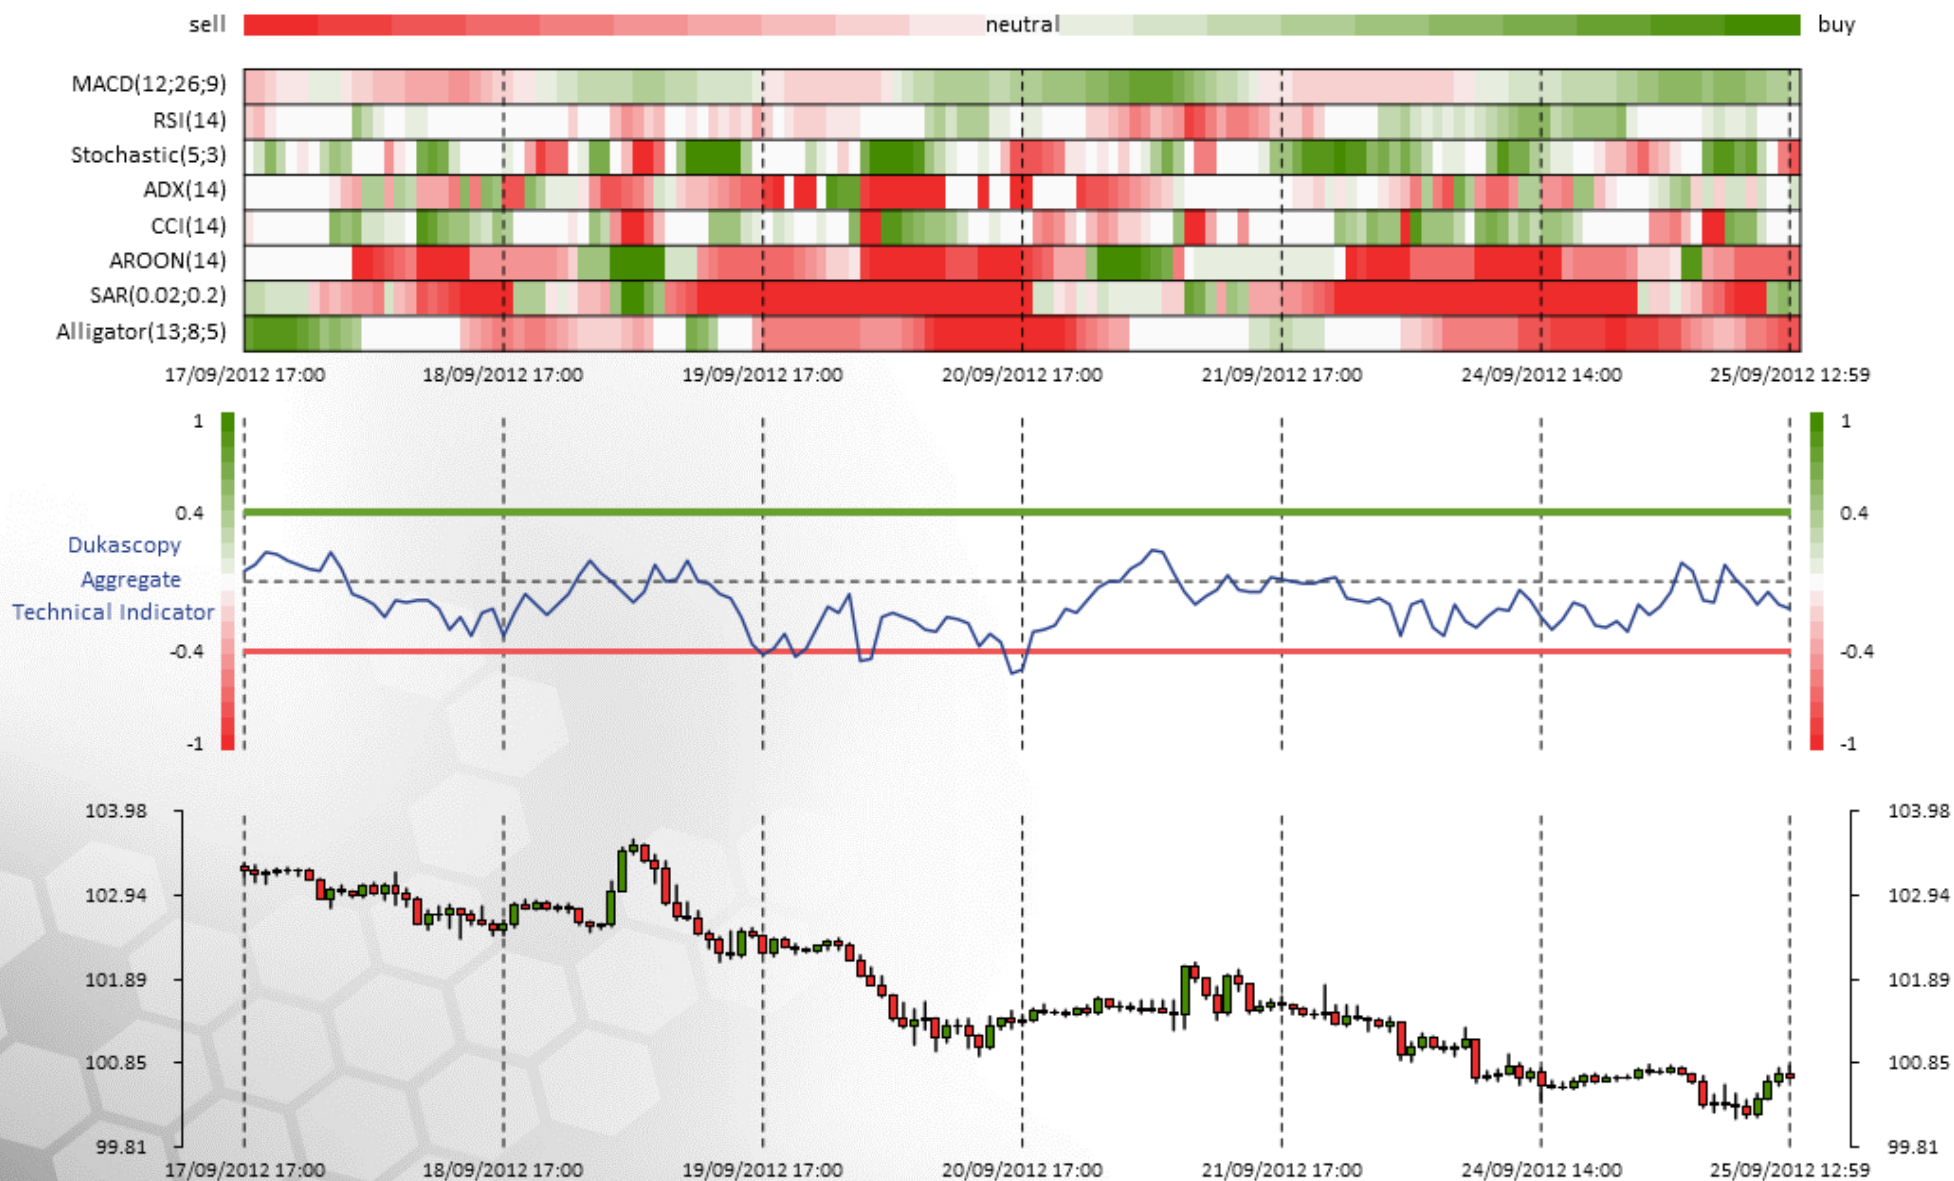 sell neutral buy
MACD(12;26;9)
RSI(14)
Stochastic(5;3)
ADX(14)
CCI(14)
AROON(14)
SAR(0.02;0.2)
Alligator(13;8;5)
17/09/2012 17:00 18/09/2012 17:00 19/09/2012 17:00 20/09/2012 17:00 21/09/2012 17:00 24/09/2012 14:00 25/09/2012 12:59
1 1
0.4 0.4
Dukascopy
Aggregate
Technical Indicator
-0.4 -0.4
-1 -1
103.98 103.98
102.94 102.94
101.89 101.89
100.85 100.85
99.81 99.81
17/09/2012 17:00 18/09/2012 17:00 19/09/2012 17:00 20/09/2012 17:00 21/09/2012 17:00 24/09/2012 14:00 25/09/2012 12:59